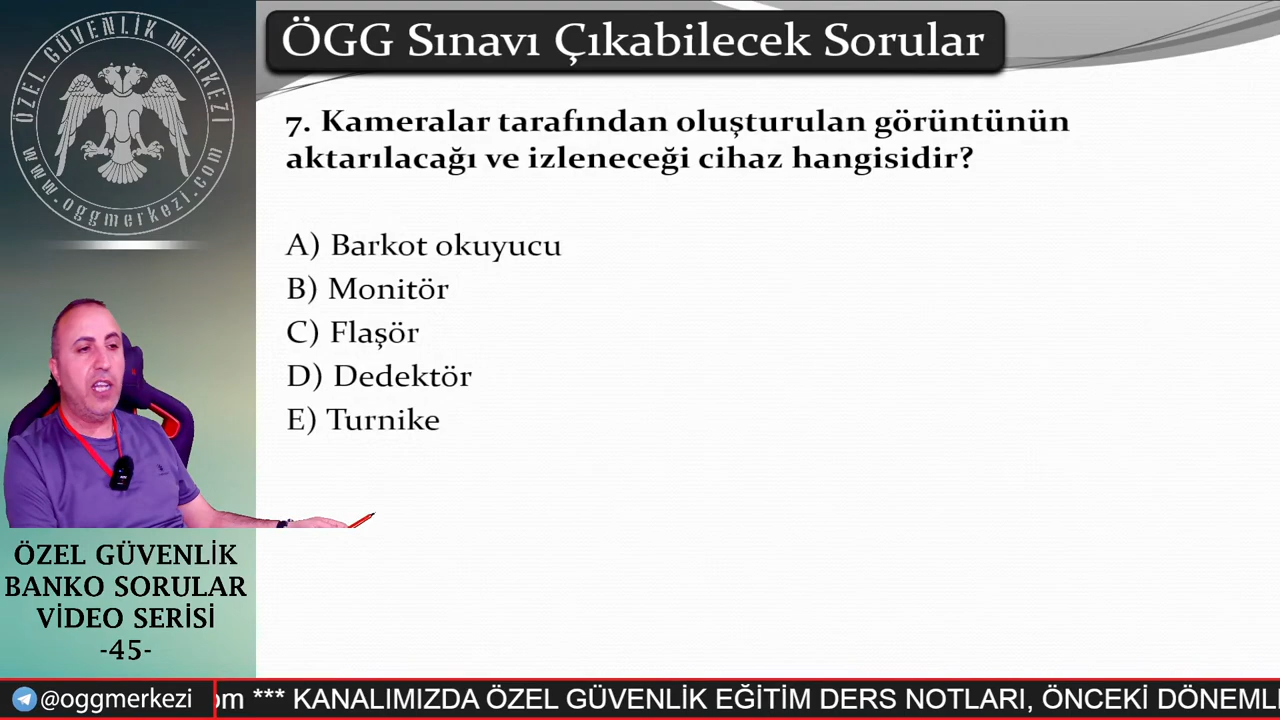 ÖZEL GÜVENLİK MERKEZİ
www.oggmerkezi.com
ÖGG Sınavı Çıkabilecek Sorular
7. Kameralar tarafından oluşturulan görüntünün
aktarılacağı ve izleneceği cihaz hangisidir?
A) Barkot okuyucu
B) Monitör
C) Flaşör
D) Dedektör
E) Turnike
ÖZEL GÜVENLİK
BANKO SORULAR
VİDEO SERİSİ
-45-
@oggmerkezi
om *** KANALIMIZDA ÖZEL GÜVENLİK EĞİTİM DERS NOTLARI, ÖNCEKİ DÖNEML